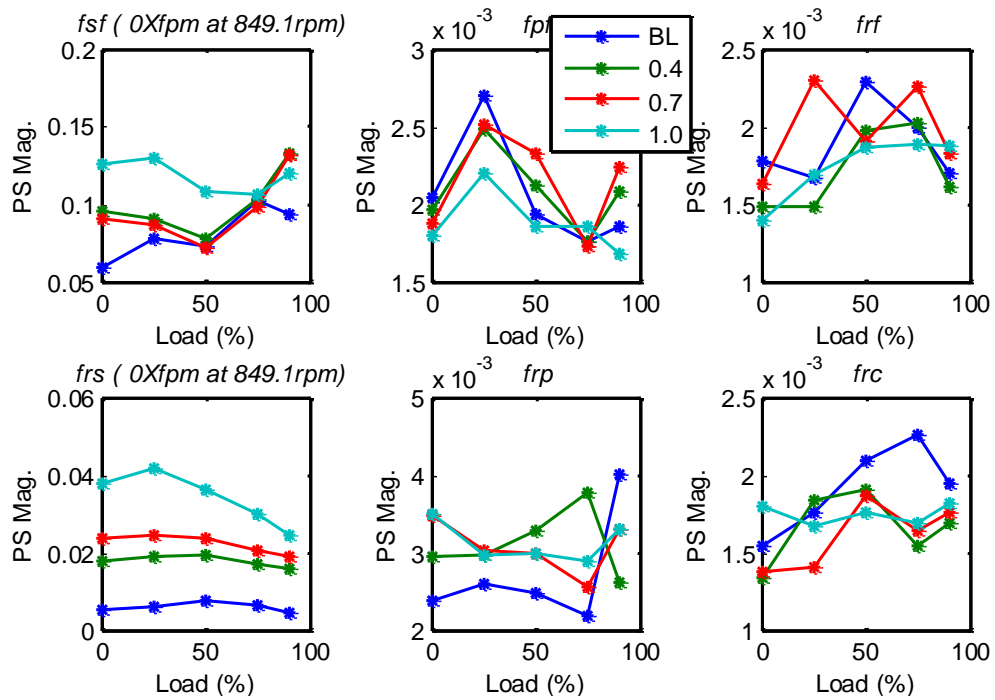 fsf ( 0Xfpm at 849.1rpm)
0.2
0.15
0.1
0.05
PS Mag.
0 50 100
Load (%)
x 10-3
3
2.5
2
1.5
PS Mag.
0 50 100
Load (%)
BL
0.4
0.7
1.0
frf
x 10-3
2.5
2
1.5
1
PS Mag.
0 50 100
Load (%)
frs ( 0Xfpm at 849.1rpm)
0.06
0.04
0.02
0
PS Mag.
0 50 100
Load (%)
frp
x 10-3
5
4
3
2
PS Mag.
0 50 100
Load (%)
frc
x 10-3
2.5
2
1.5
1
PS Mag.
0 50 100
Load (%)